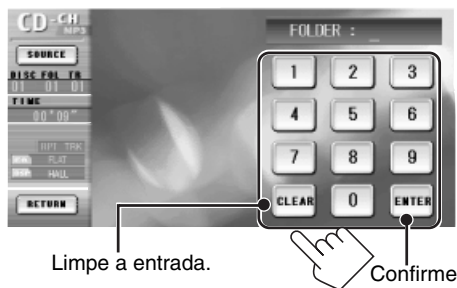 CD-CH
MP3
FOLDER : _
SOURCE
DISC FOL TR
01 01 01
TIME
00'09"
RPT TRK
FLAT
HALL
RETURN
1 2 3
4 5 6
7 8 9
CLEAR 0 ENTER
Limpe a entrada.
Confirme